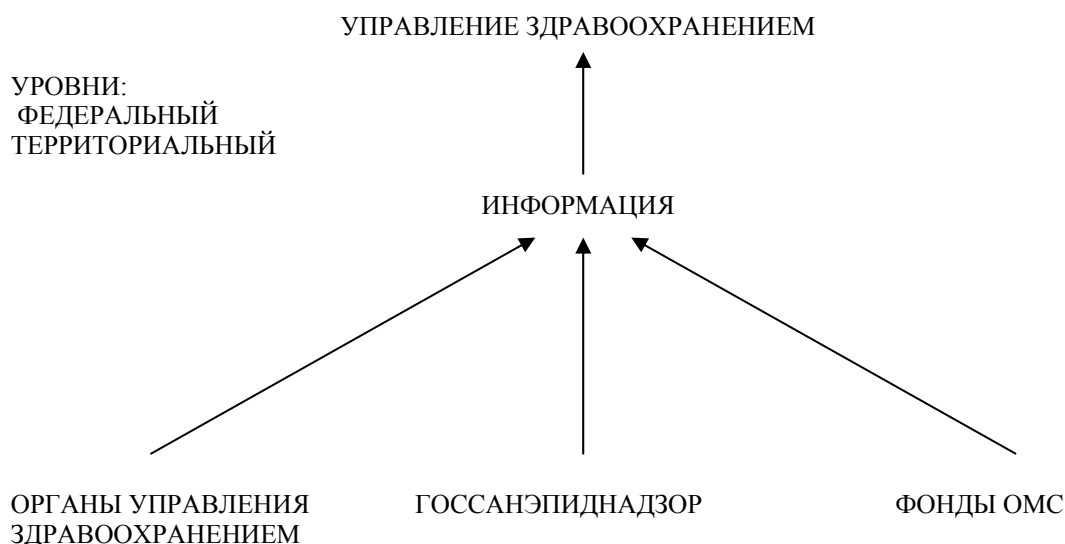 УПРАВЛЕНИЕ ЗДРАВООХРАНЕНИЕМ
УРОВНИ:
ФЕДЕРАЛЬНЫЙ
ТЕРРИТОРИАЛЬНЫЙ
ИНФОРМАЦИЯ
ОРГАНЫ УПРАВЛЕНИЯ
ЗДРАВООХРАНЕНИЕМ
ГОССАНЭПИДНАДЗОР
ФОНДЫ ОМС